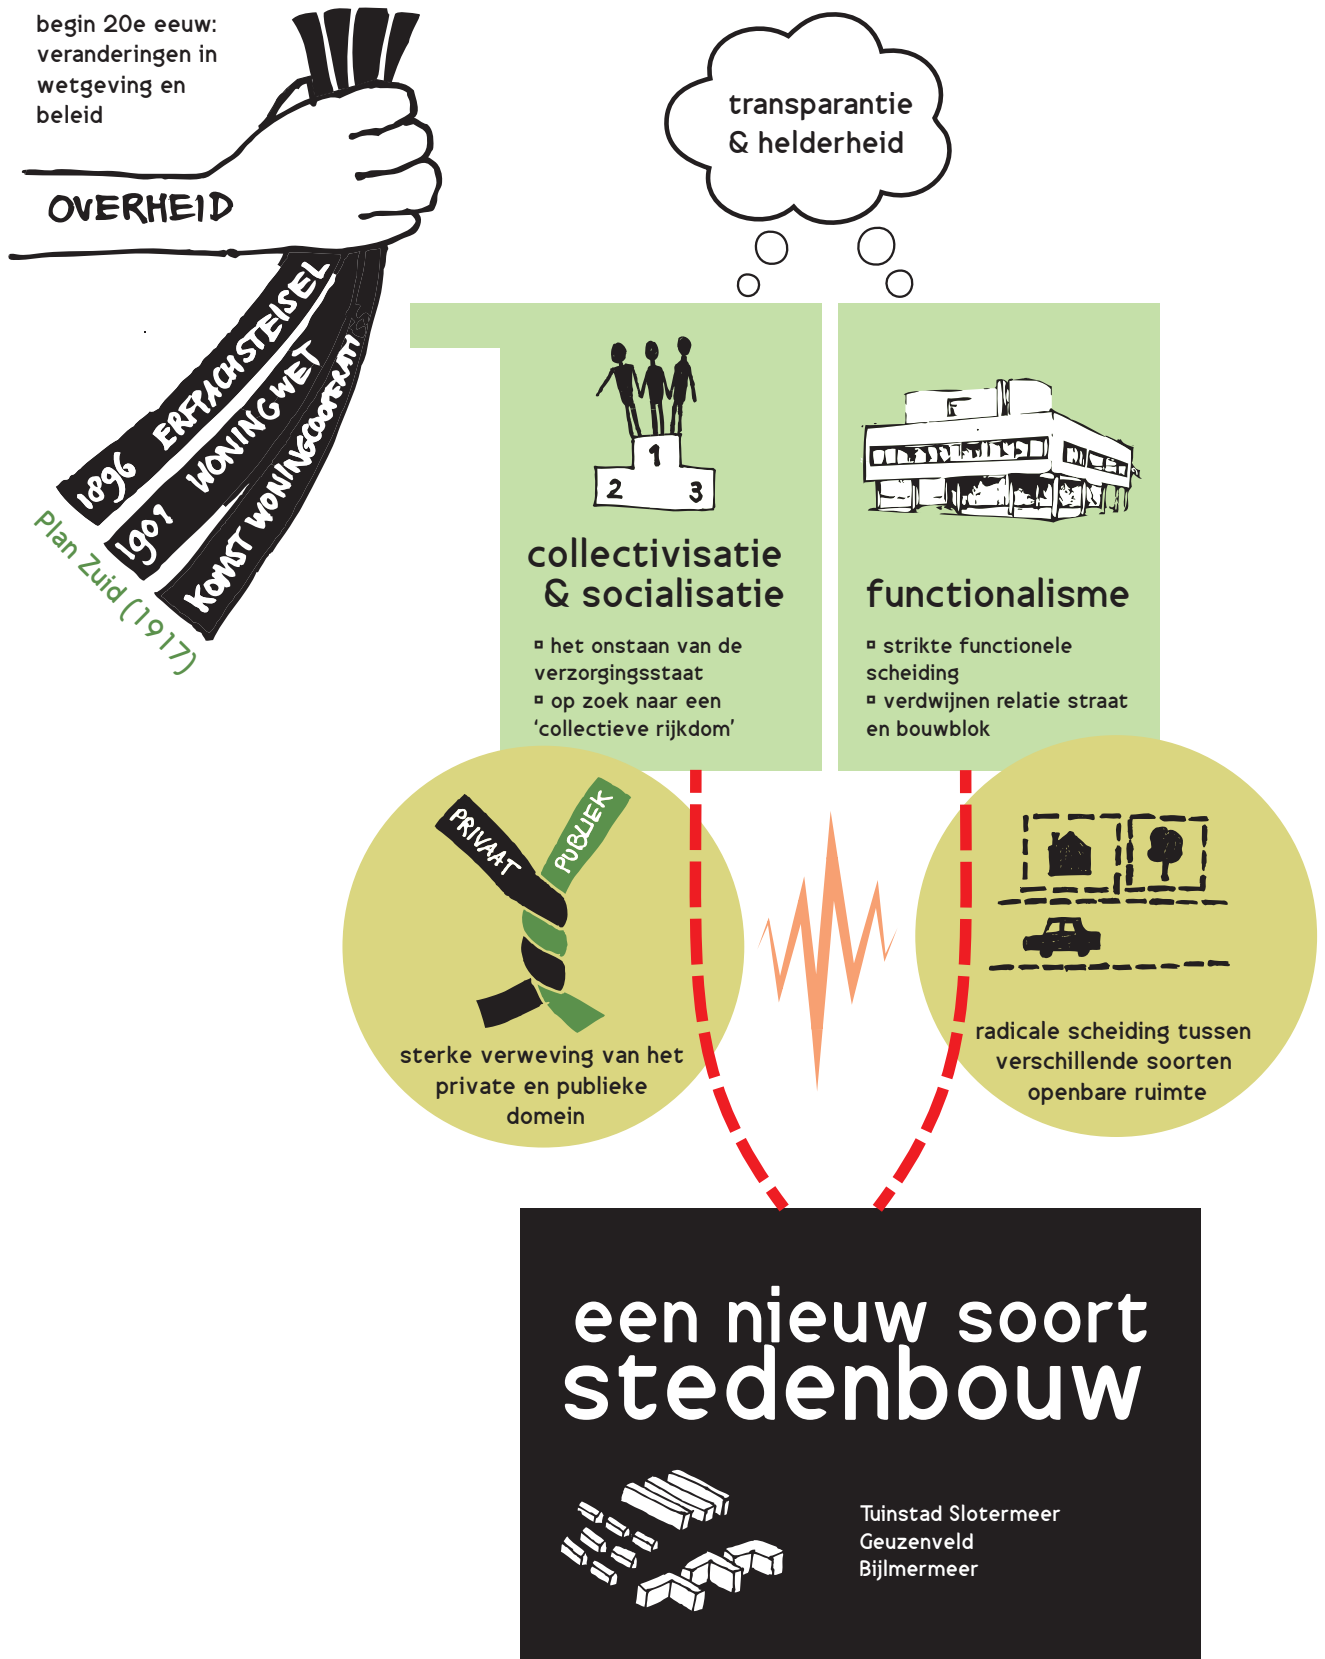 begin 20e eeuw:
veranderingen in
wetgeving en
beleid
OVERHEID
1896 ERFPACHSTELSEL
1901 WONINGWET
KOMST WONINGCOOPERATI
Plan Zuid (1917)
transparantie
& helderheid
1
2 3
collectivisatie
& socialisatie
▫ het onstaan van de
verzorgingsstaat
▫ op zoek naar een
‘collectieve rijkdom’
functionalisme
▫ strikte functionele
scheiding
▫ verdwijnen relatie straat
en bouwblok
PRIVAAT
PUBLIEK
sterke verweving van het
private en publieke
domein
radicale scheiding tussen
verschillende soorten
openbare ruimte
een nieuw soort
stedenbouw
Tuinstad Slotermeer
Geuzenveld
Bijlmermeer